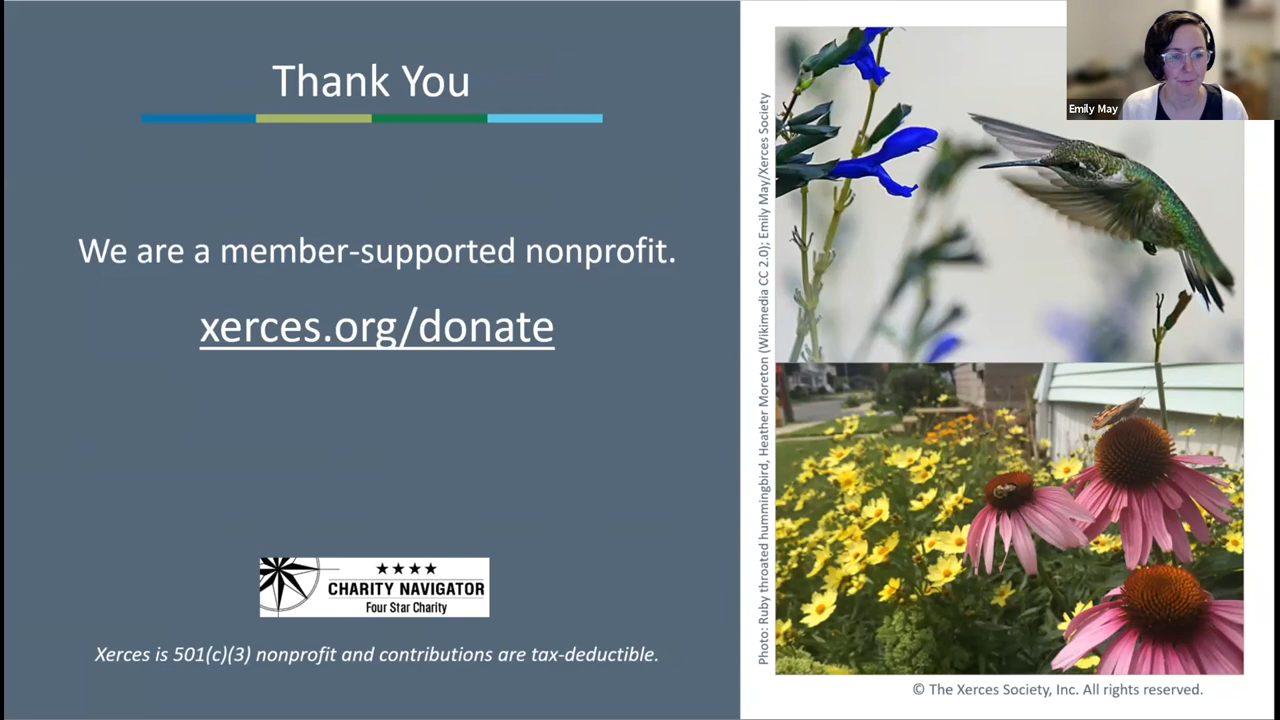 Thank You
We are a member-supported nonprofit.
xerces.org/donate
★★★★
CHARITY NAVIGATOR
Four Star Charity
Xerces is 501(c)(3) nonprofit and contributions are tax-deductible.
Photo: Ruby throated hummingbird, Heather Moreton (Wikimedia CC 2.0); Emily May/Xerces Society
Emily May
© The Xerces Society, Inc. All rights reserved.